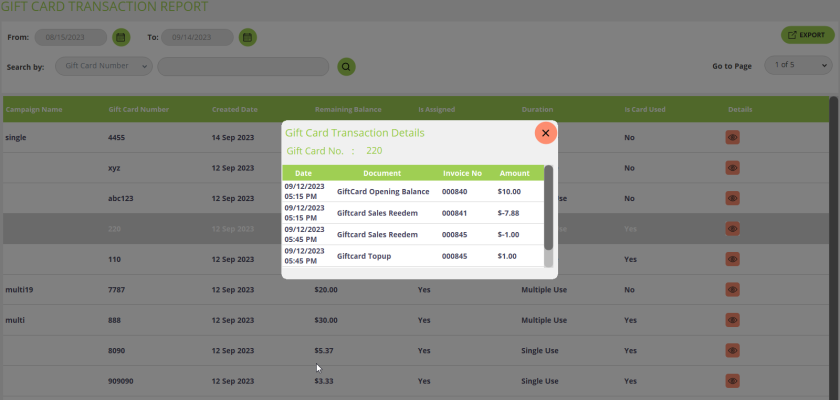 GIFT CARD TRANSACTION REPORT
From: 08/15/2023 To: 09/14/2023 EXPORT
Search by: Gift Card Number Go to Page 1 of 5
Campaign Name Gift Card Number Created Date Remaining Balance Is Assigned Duration Is Card Used Details
single 4455 14 Sep 2023 No
xyz 12 Sep 2023 No
abc123 12 Sep 2023 Use No
220 12 Sep 2023 Use Yes
110 12 Sep 2023 Yes
multi19 7787 12 Sep 2023 $20.00 Yes Multiple Use No
multi 888 12 Sep 2023 $30.00 Yes Multiple Use Yes
8090 12 Sep 2023 $5.37 Yes Single Use Yes
909090 12 Sep 2023 $3.33 Yes Single Use Yes
Gift Card Transaction Details
Gift Card No. : 220
Date Document Invoice No Amount
09/12/2023
05:15 PM GiftCard Opening Balance 000840 $10.00
09/12/2023
05:15 PM Giftcard Sales Reedem 000841 $-7.88
09/12/2023
05:45 PM Giftcard Sales Reedem 000845 $-1.00
09/12/2023
05:45 PM Giftcard Topup 000845 $1.00